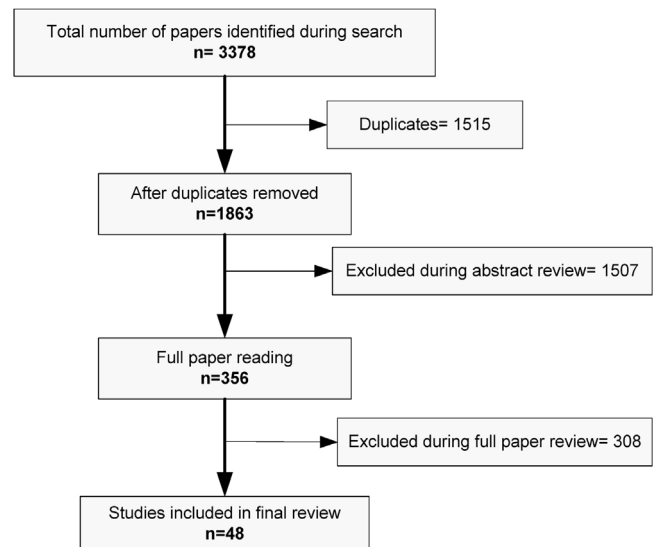 Total number of papers identified during search
n= 3378
Duplicates= 1515
After duplicates removed
n=1863
Excluded during abstract review= 1507
Full paper reading
n=356
Excluded during full paper review= 308
Studies included in final review
n=48